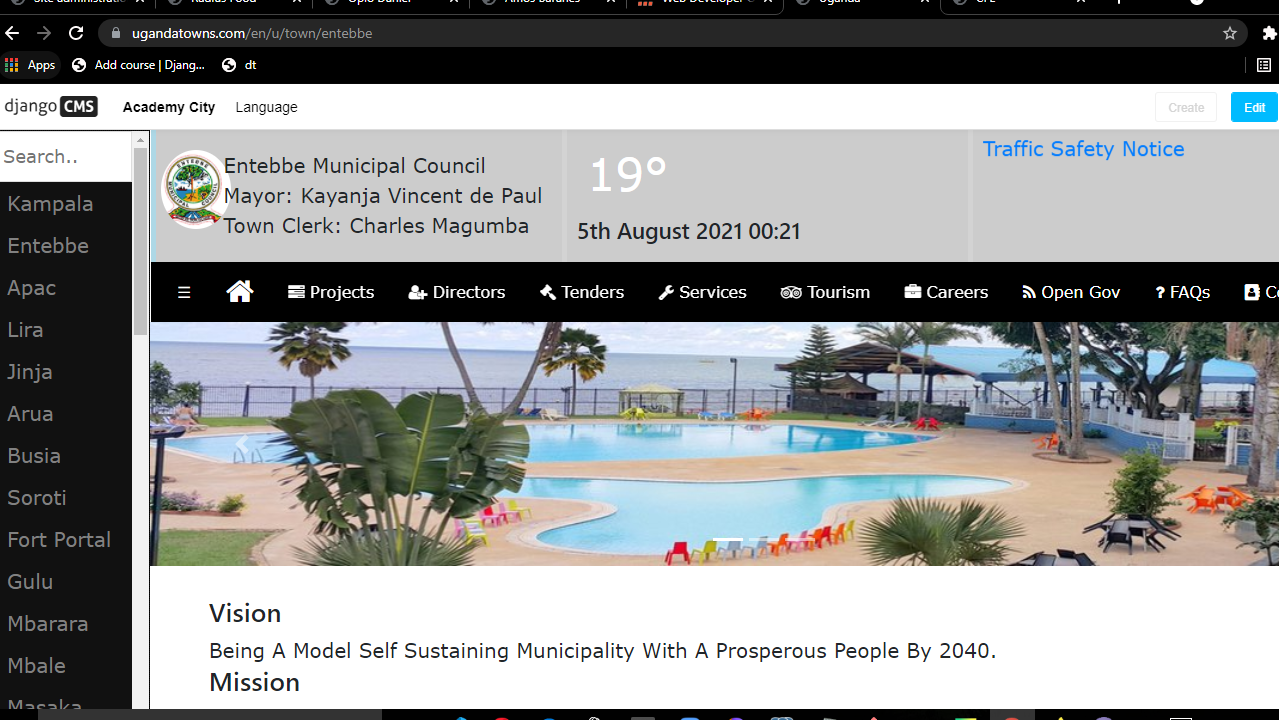 ugandatowns.com/en/u/town/entebbe
Apps Add course | Djang... dt
django CMS Academy City Language Create Edit
Search..
Kampala
Entebbe
Apac
Lira
Jinja
Arua
Busia
Soroti
Fort Portal
Gulu
Mbarara
Mbale
Masaka
Entebbe Municipal Council
Mayor: Kayanja Vincent de Paul
Town Clerk: Charles Magumba
19°
5th August 2021 00:21
Traffic Safety Notice
☰ Projects Directors Tenders Services Tourism Careers Open Gov ? FAQs Co
Vision
Being A Model Self Sustaining Municipality With A Prosperous People By 2040.
Mission